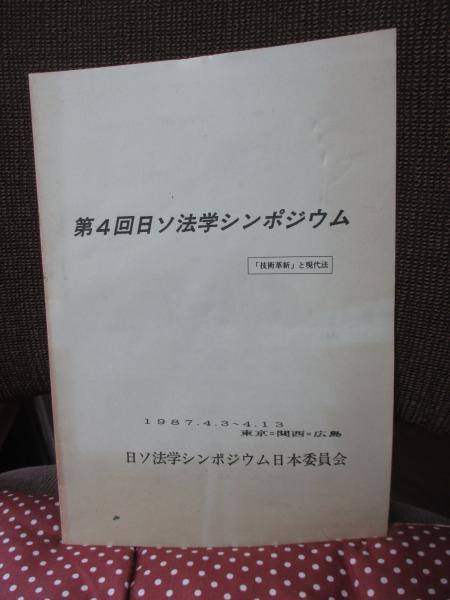 第4回日ソ法学シンポジウム
「技術革新」と現代法
1987.4.3~4.13
東京=関西=広島
日ソ法学シンポジウム日本委員会